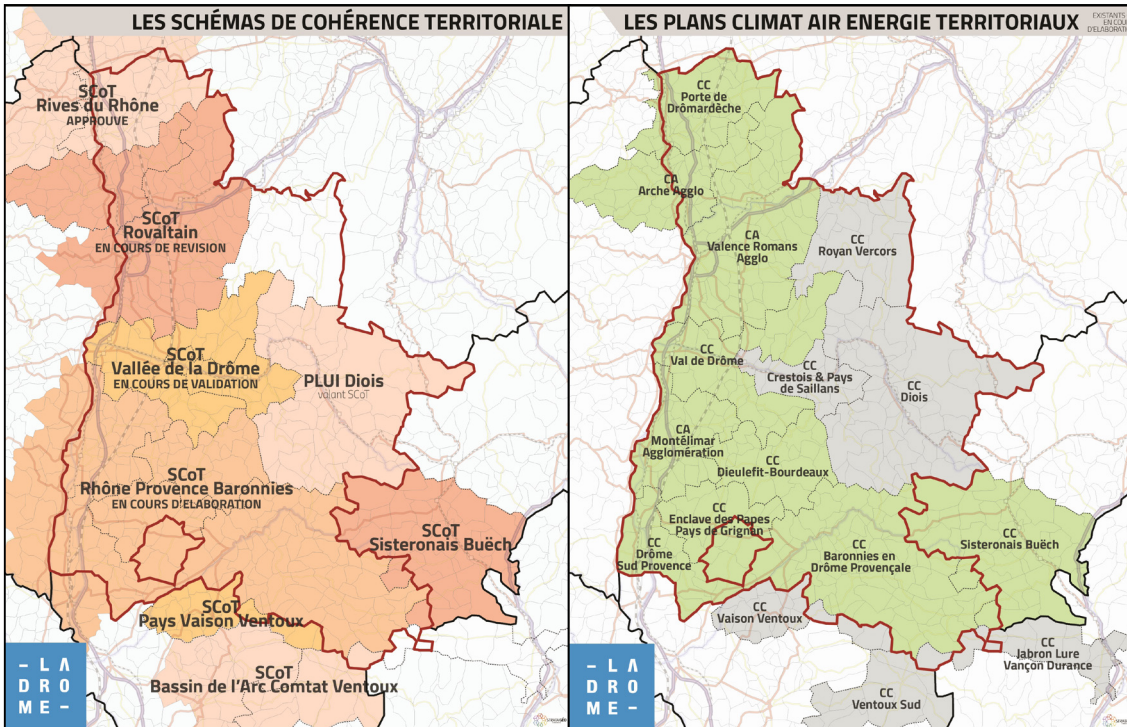 LES SCHÉMAS DE COHÉRENCE TERRITORIALE
SCoT
Rives du Rhône
APPROUVE
SCoT
Rovaltain
EN COURS DE REVISION
SCoT
Vallée de la Drôme
EN COURS DE VALIDATION
PLUI Diois
valant SCoT
SCoT
Rhône Provence Baronnies
EN COURS D'ELABORATION
SCoT
Sisteronais Buëch
SCoT
Pays Vaison Ventoux
SCoT
Bassin de l'Arc Comtat Ventoux
– L A
D R O
M E –
LES PLANS CLIMAT AIR ENERGIE TERRITORIAUX
EXISTANTS
EN COURS
D'ELABORATION
CC
Porte de
Drômardèche
CA
Arche Agglo
CA
Valence Romans
Agglo
CC
Royan Vercors
CC
Val de Drôme
CC
Crestois & Pays
de Saillans
CC
Diois
CA
Montélimar
Agglomération
CC
Dieulefit-Bourdeaux
CC
Enclave des Papes
Pays de Grignan
CC
Drôme
Sud Provence
CC
Baronnies en
Drôme Provençale
CC
Sisteronais Buëch
CC
Vaison Ventoux
CC
Jabron Lure
Vançon Durance
CC
Ventoux Sud
– L A
D R O
M E –